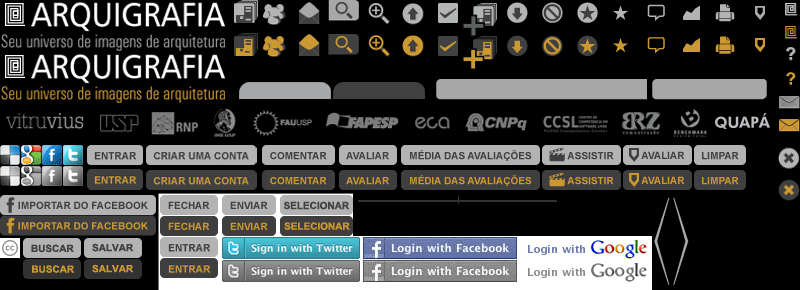 ARQUIGRAFIA
Seu universo de imagens de arquitetura
ARQUIGRAFIA
Seu universo de imagens de arquitetura
?
?
vitruvius USP RNP IME-USP FAUUSP FAPESP eca CNPq CCSL BRZ BENCHMARK QUAPÁ
ENTRAR CRIAR UMA CONTA COMENTAR AVALIAR MÉDIA DAS AVALIAÇÕES ASSISTIR AVALIAR LIMPAR
ENTRAR CRIAR UMA CONTA COMENTAR AVALIAR MÉDIA DAS AVALIAÇÕES ASSISTIR AVALIAR LIMPAR
IMPORTAR DO FACEBOOK FECHAR ENVIAR SELECIONAR
IMPORTAR DO FACEBOOK FECHAR ENVIAR SELECIONAR
cc BUSCAR SALVAR ENTRAR Sign in with Twitter Login with Facebook Login with Google
BUSCAR SALVAR ENTRAR Sign in with Twitter Login with Facebook Login with Google